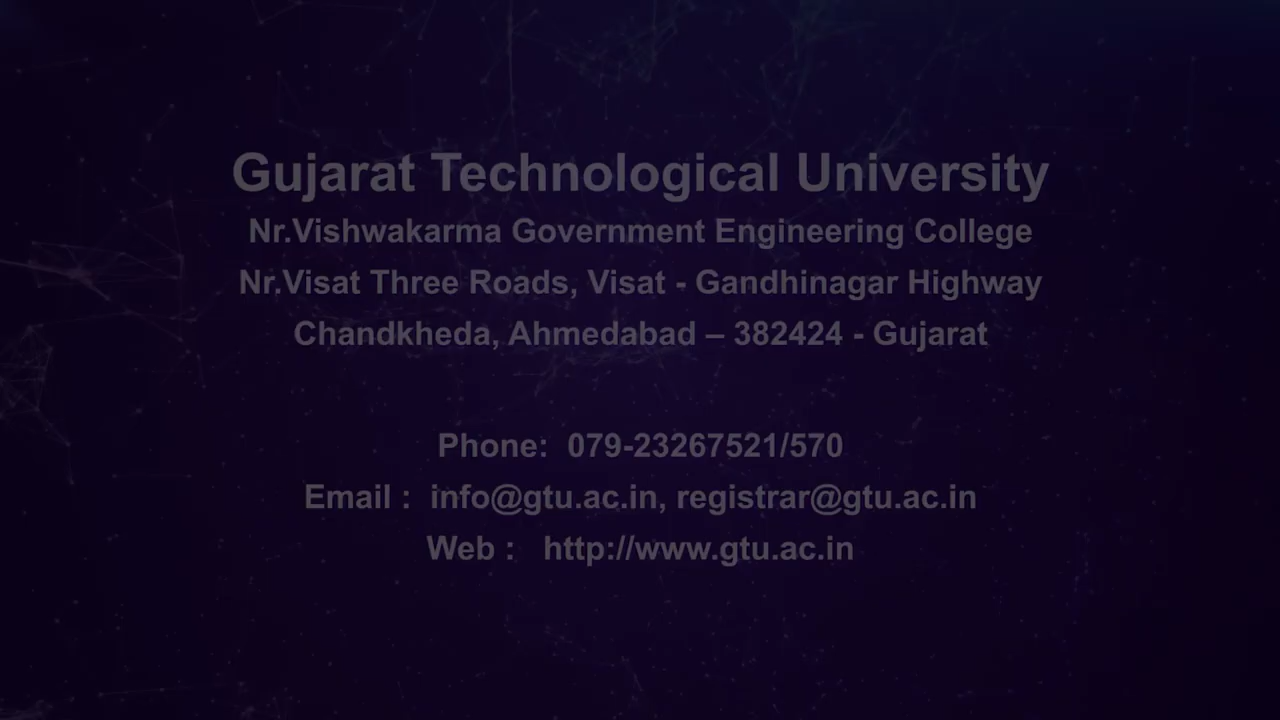 Gujarat Technological University
Nr.Vishwakarma Government Engineering College
Nr.Visat Three Roads, Visat - Gandhinagar Highway
Chandkheda, Ahmedabad – 382424 - Gujarat
Phone:  079-23267521/570
Email :  info@gtu.ac.in, registrar@gtu.ac.in
Web :   http://www.gtu.ac.in